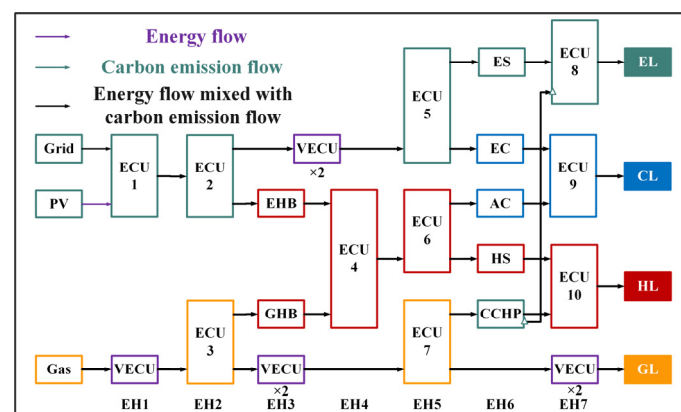 Energy flow
Carbon emission flow
Energy flow mixed with
carbon emission flow
Grid
PV
Gas
ECU
1
VECU
ECU
2
ECU
3
VECU
×2
EHB
GHB
VECU
×2
ECU
4
ECU
5
ECU
6
ECU
7
ES
EC
AC
HS
CCHP
ECU
8
ECU
9
ECU
10
VECU
×2
EL
CL
HL
GL
EH1 EH2 EH3 EH4 EH5 EH6 EH7